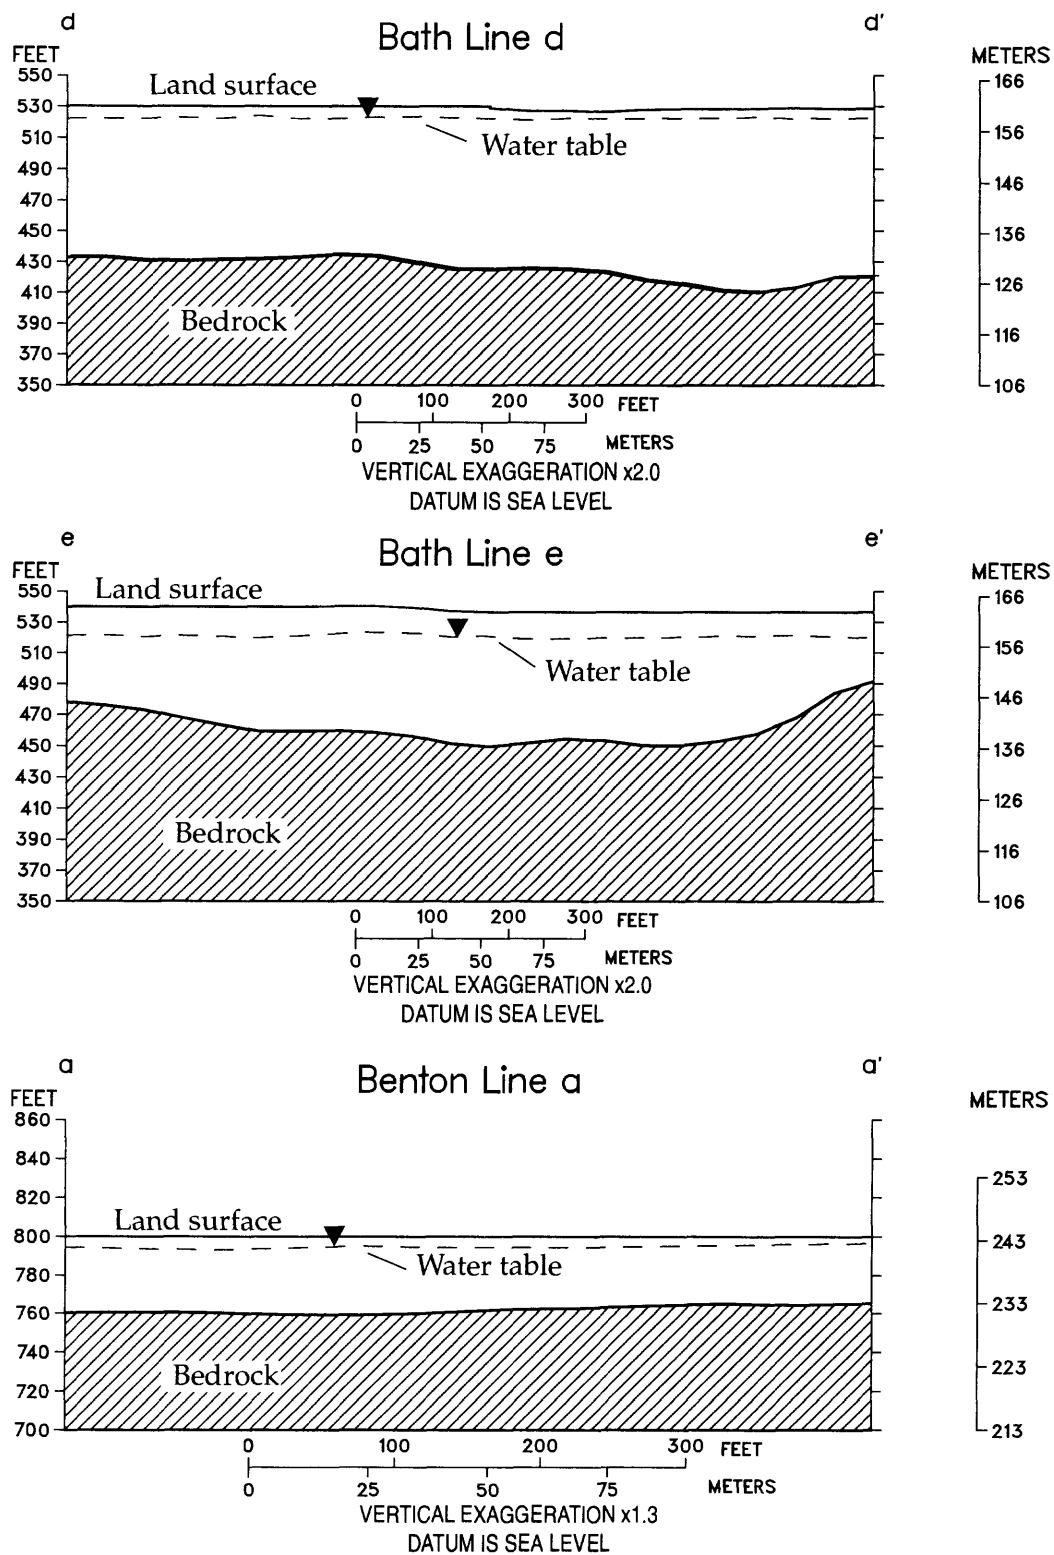 d
Bath Line d
d'
FEET
METERS
Land surface
Water table
Bedrock
550
530
510
490
470
450
430
410
390
370
350
166
156
146
136
126
116
106
0 100 200 300 FEET
0 25 50 75 METERS
VERTICAL EXAGGERATION x2.0
DATUM IS SEA LEVEL
e
Bath Line e
e'
FEET
METERS
Land surface
Water table
Bedrock
550
530
510
490
470
450
430
410
390
370
350
166
156
146
136
126
116
106
0 100 200 300 FEET
0 25 50 75 METERS
VERTICAL EXAGGERATION x2.0
DATUM IS SEA LEVEL
a
Benton Line a
a'
FEET
METERS
Land surface
Water table
Bedrock
860
840
820
800
780
760
740
720
700
253
243
233
223
213
0 100 200 300 FEET
0 25 50 75 METERS
VERTICAL EXAGGERATION x1.3
DATUM IS SEA LEVEL